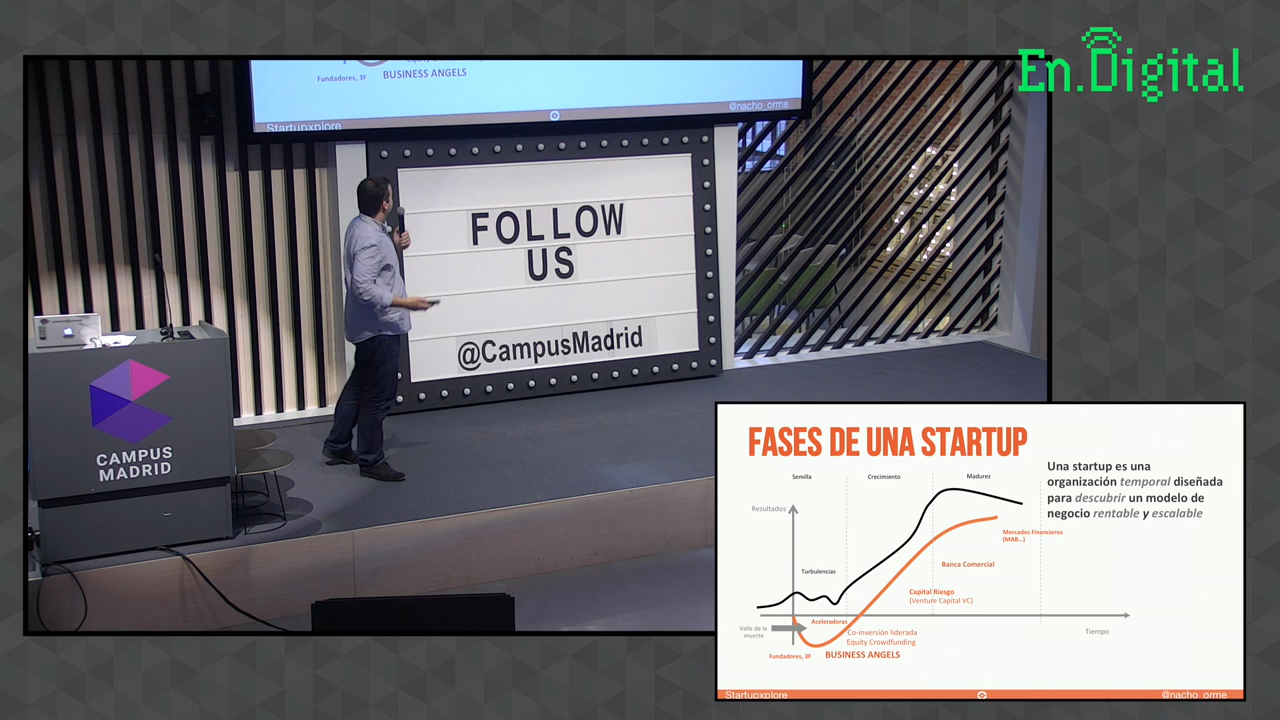 En.Digital
Fundadores, 3F
BUSINESS ANGELS
Startupxplore
@nacho_orme
FOLLOW
US
@CampusMadrid
CAMPUS
MADRID
FASES DE UNA STARTUP
Semilla
Crecimiento
Madurez
Una startup es una
organización temporal diseñada
para descubrir un modelo de
negocio rentable y escalable
Resultados
Mercados Financieros
(MAB...)
Turbulencias
Banca Comercial
Capital Riesgo
(Venture Capital VC)
Aceleradoras
Valle de la
muerte
Co-inversión liderada
Equity Crowdfunding
Tiempo
Fundadores, 3F
BUSINESS ANGELS
Startupxplore
@nacho_orme